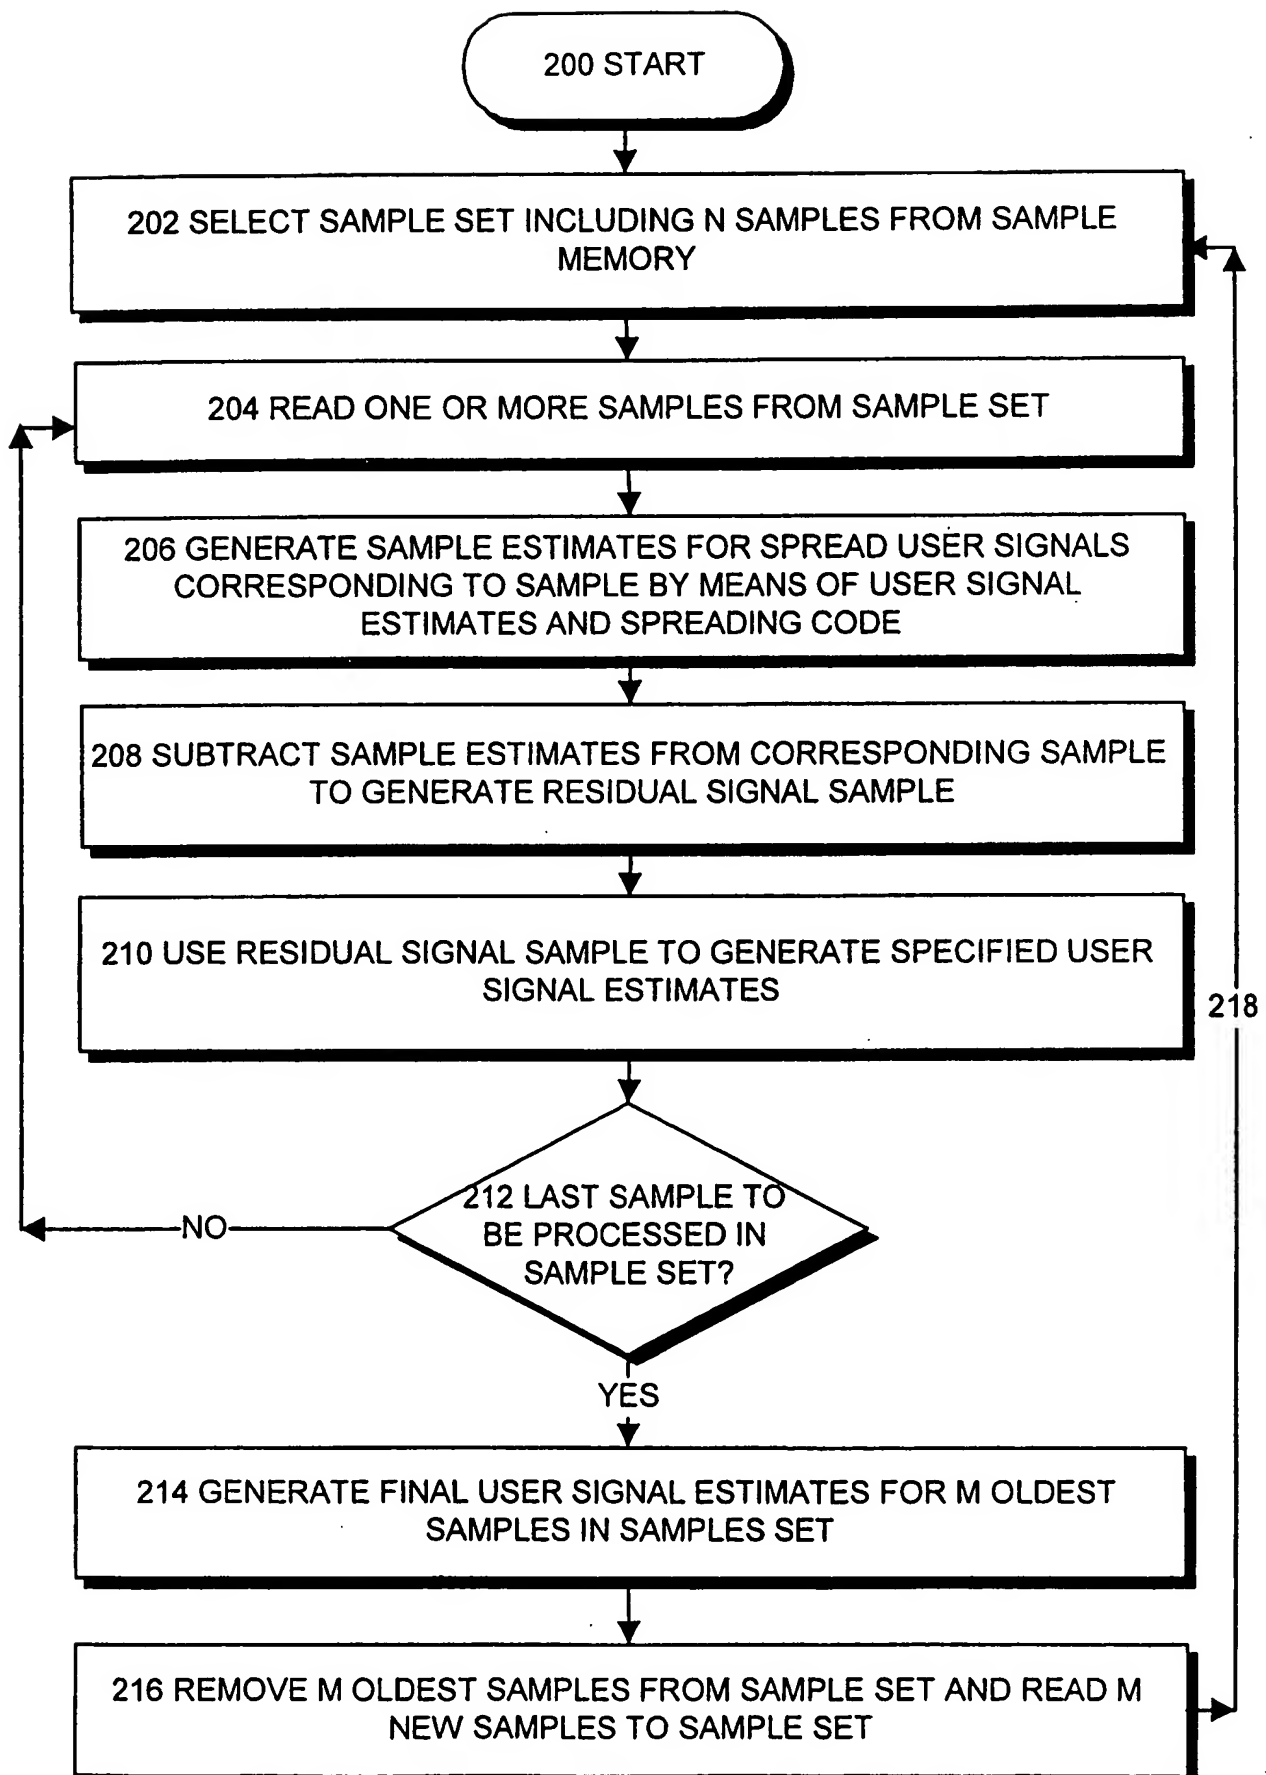 200 START
202 SELECT SAMPLE SET INCLUDING N SAMPLES FROM SAMPLE
MEMORY
204 READ ONE OR MORE SAMPLES FROM SAMPLE SET
206 GENERATE SAMPLE ESTIMATES FOR SPREAD USER SIGNALS
CORRESPONDING TO SAMPLE BY MEANS OF USER SIGNAL
ESTIMATES AND SPREADING CODE
208 SUBTRACT SAMPLE ESTIMATES FROM CORRESPONDING SAMPLE
TO GENERATE RESIDUAL SIGNAL SAMPLE
210 USE RESIDUAL SIGNAL SAMPLE TO GENERATE SPECIFIED USER
SIGNAL ESTIMATES
218
212 LAST SAMPLE TO
BE PROCESSED IN
SAMPLE SET?
NO
YES
214 GENERATE FINAL USER SIGNAL ESTIMATES FOR M OLDEST
SAMPLES IN SAMPLES SET
216 REMOVE M OLDEST SAMPLES FROM SAMPLE SET AND READ M
NEW SAMPLES TO SAMPLE SET